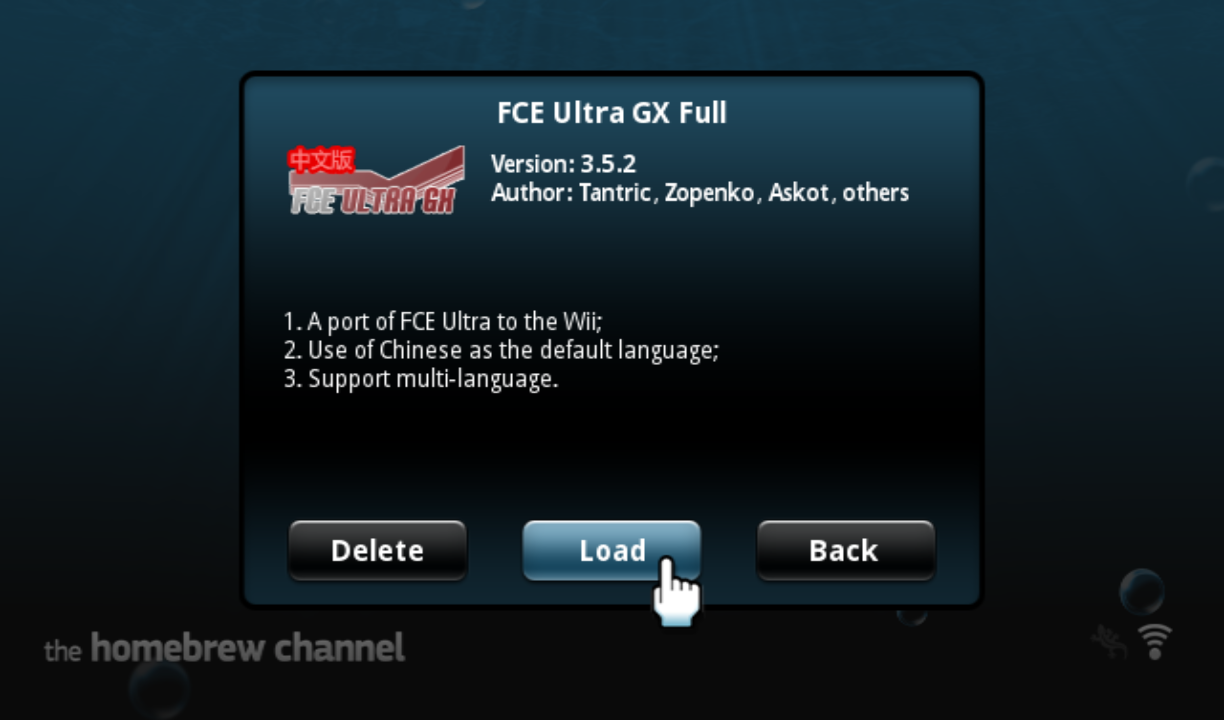 FCE Ultra GX Full
中文版
FCE ULTRA GX
Version: 3.5.2
Author: Tantric, Zopenko, Askot, others
1. A port of FCE Ultra to the Wii;
2. Use of Chinese as the default language;
3. Support multi-language.
Delete
Load
Back
the homebrew channel